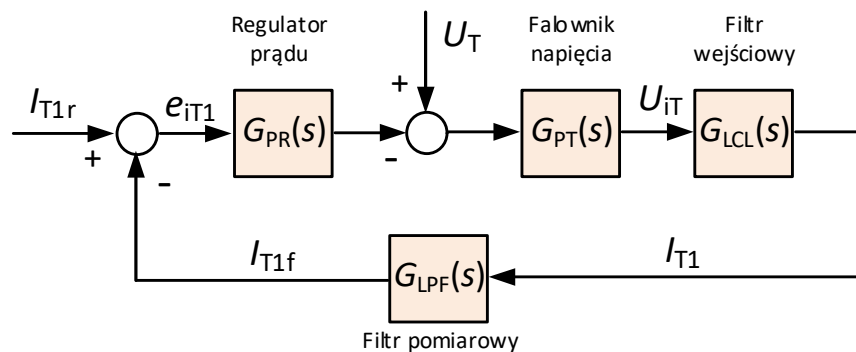 Regulator
prądu
U_T
Falownik
napięcia
Filtr
wejściowy
I_T1r
+
-
e_iT1
G_PR(s)
+
-
G_PT(s)
U_iT
G_LCL(s)
I_T1f
G_LPF(s)
I_T1
Filtr pomiarowy